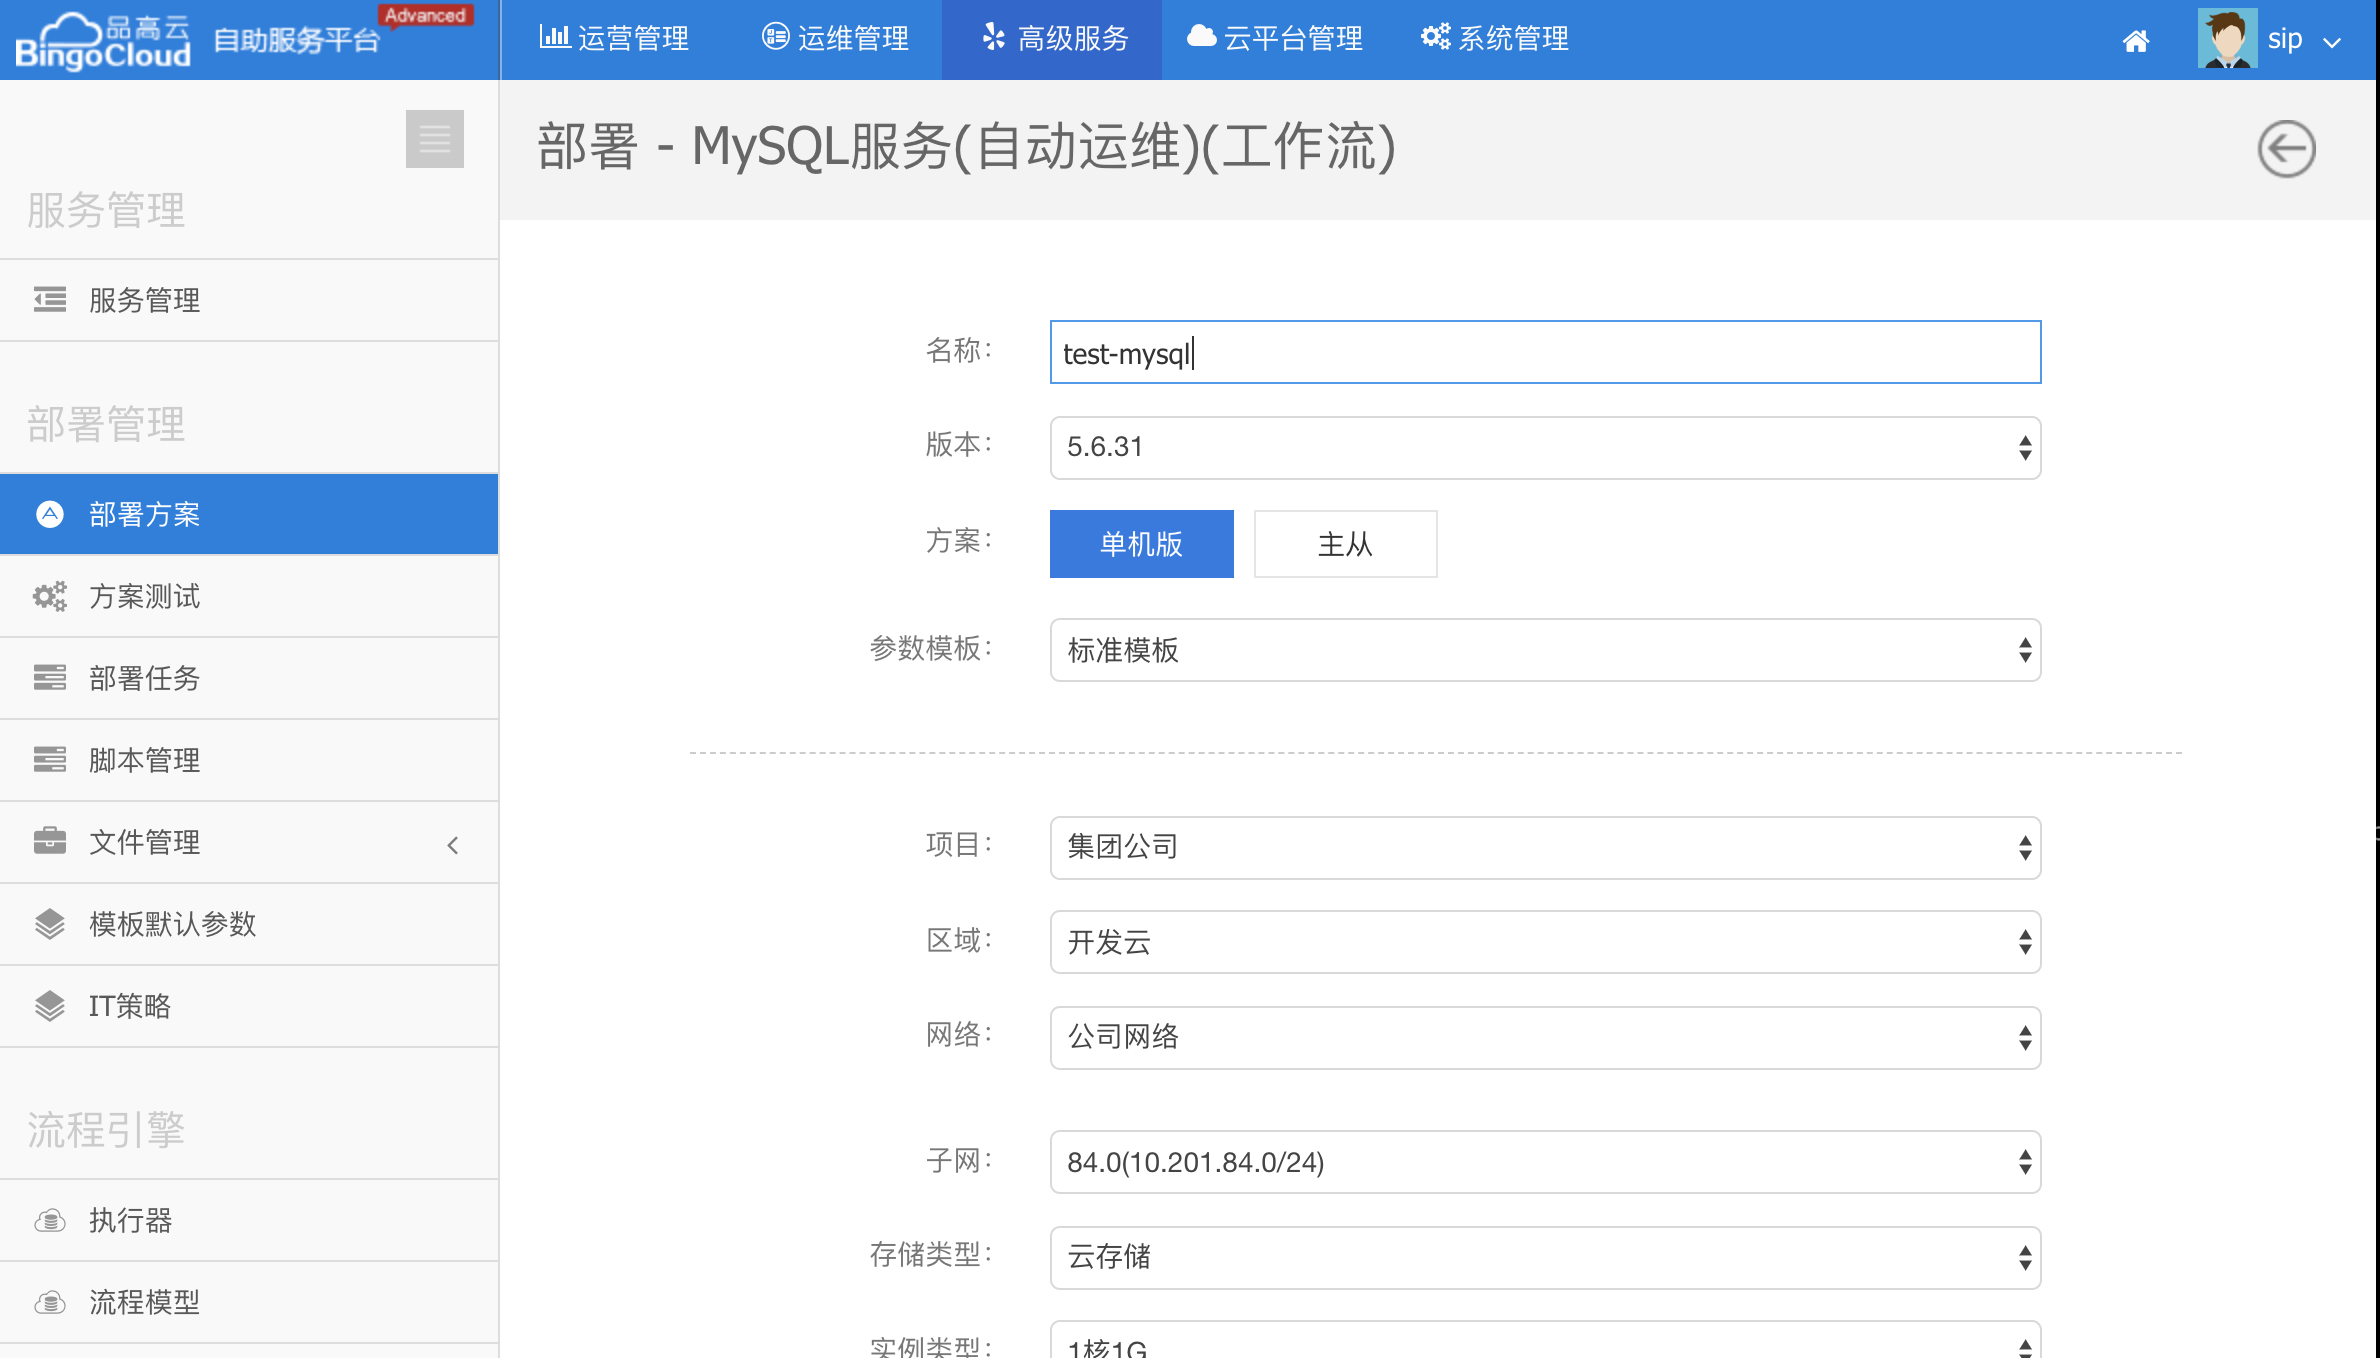 品高云
BingoCloud
自助服务平台
Advanced
运营管理
运维管理
高级服务
云平台管理
系统管理
sip
服务管理
服务管理
部署管理
部署方案
方案测试
部署任务
脚本管理
文件管理
模板默认参数
IT策略
流程引擎
执行器
流程模型
部署 - MySQL服务(自动运维)(工作流)
名称： test-mysql
版本： 5.6.31
方案： 单机版 主从
参数模板： 标准模板
项目： 集团公司
区域： 开发云
网络： 公司网络
子网： 84.0(10.201.84.0/24)
存储类型： 云存储
实例类型： 1核1G